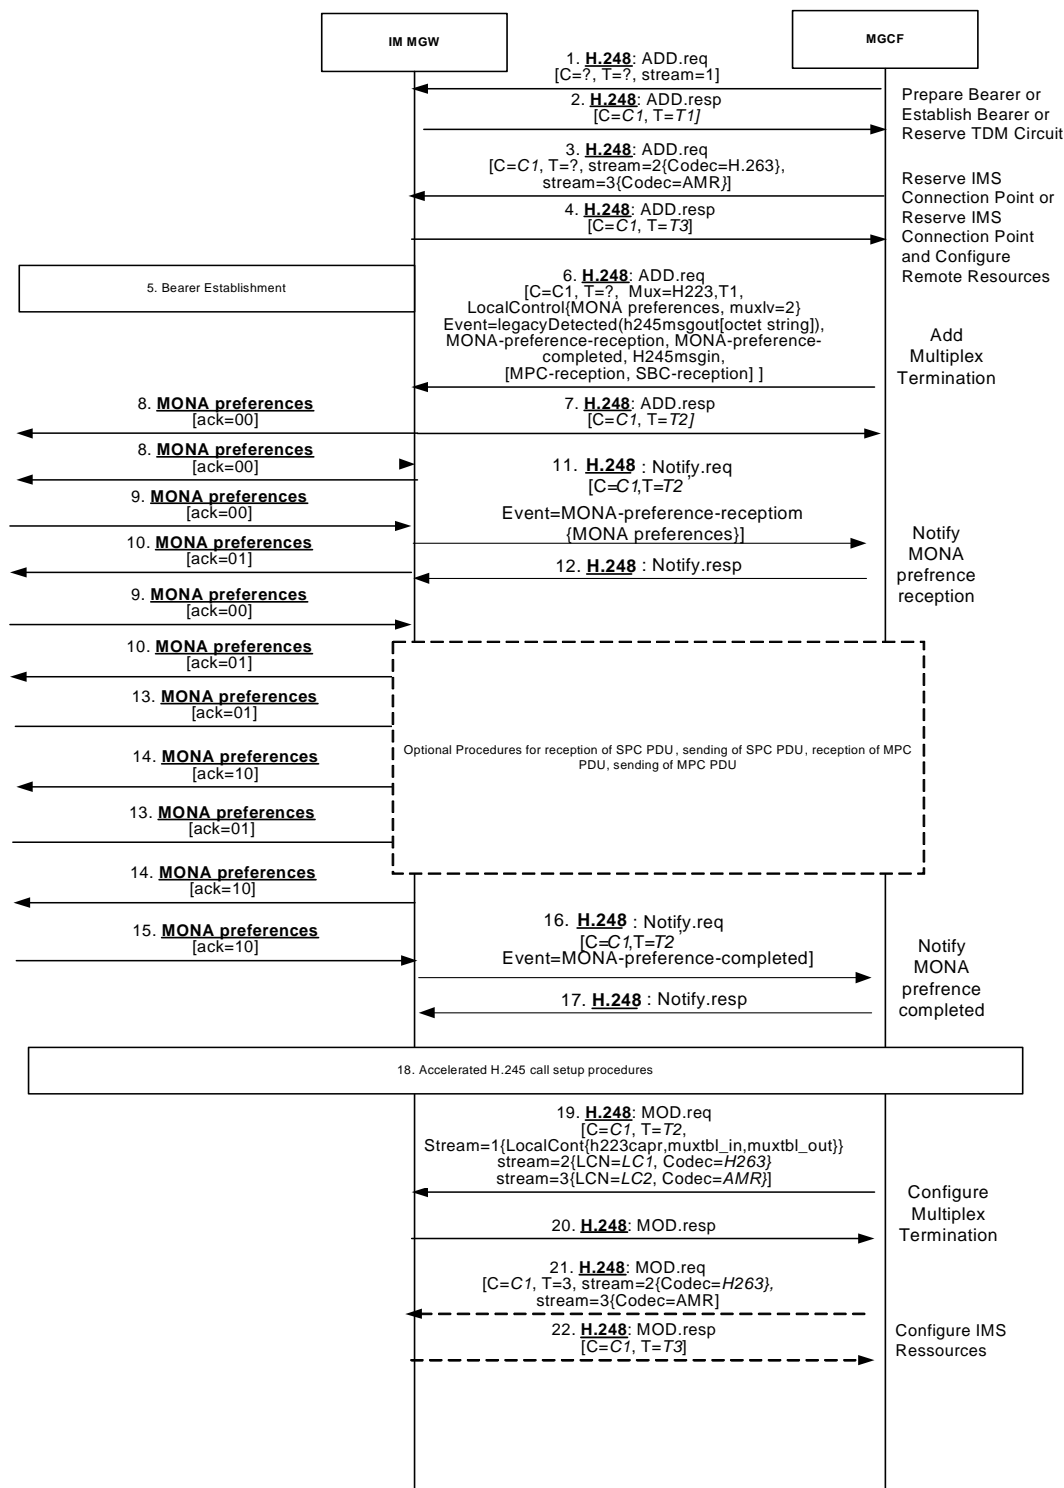 IM MGW
MGCF
1. H.248: ADD.req
[C=?, T=?, stream=1]
2. H.248: ADD.resp
[C=C1, T=T1]
Prepare Bearer or
Establish Bearer or
Reserve TDM Circuit
3. H.248: ADD.req
[C=C1, T=?, stream=2{Codec=H.263},
stream=3{Codec=AMR}]
4. H.248: ADD.resp
[C=C1, T=T3]
Reserve IMS
Connection Point or
Reserve IMS
Connection Point
and Configure
Remote Resources
5. Bearer Establishment
6. H.248: ADD.req
[C=C1, T=?, Mux=H223,T1,
LocalControl{MONA preferences, muxlv=2}
Event=legacyDetected(h245msgout[octet string]),
MONA-preference-reception, MONA-preference-
completed, H245msgin,
[MPC-reception, SBC-reception] ]
Add
Multiplex
Termination
8. MONA preferences
[ack=00]
7. H.248: ADD.resp
[C=C1, T=T2]
8. MONA preferences
[ack=00]
11. H.248 : Notify.req
[C=C1,T=T2 ,
Event=MONA-preference-receptiom
{MONA preferences}]
9. MONA preferences
[ack=00]
10. MONA preferences
[ack=01]
12. H.248 : Notify.resp
Notify
MONA
prefrence
reception
9. MONA preferences
[ack=00]
10. MONA preferences
[ack=01]
13. MONA preferences
[ack=01]
Optional Procedures for reception of SPC PDU, sending of SPC PDU, reception of MPC
PDU, sending of MPC PDU
14. MONA preferences
[ack=10]
13. MONA preferences
[ack=01]
14. MONA preferences
[ack=10]
15. MONA preferences
[ack=10]
16. H.248 : Notify.req
[C=C1,T=T2 ,
Event=MONA-preference-completed]
17. H.248 : Notify.resp
Notify
MONA
prefrence
completed
18. Accelerated H.245 call setup procedures
19. H.248: MOD.req
[C=C1, T=T2,
Stream=1{LocalCont{h223capr,muxtbl_in,muxtbl_out}}
stream=2{LCN=LC1, Codec=H263}
stream=3{LCN=LC2, Codec=AMR}]
20. H.248: MOD.resp
Configure
Multiplex
Termination
21. H.248: MOD.req
[C=C1, T=3, stream=2{Codec=H263},
stream=3{Codec=AMR]
22. H.248: MOD.resp
[C=C1, T=T3]
Configure IMS
Ressources